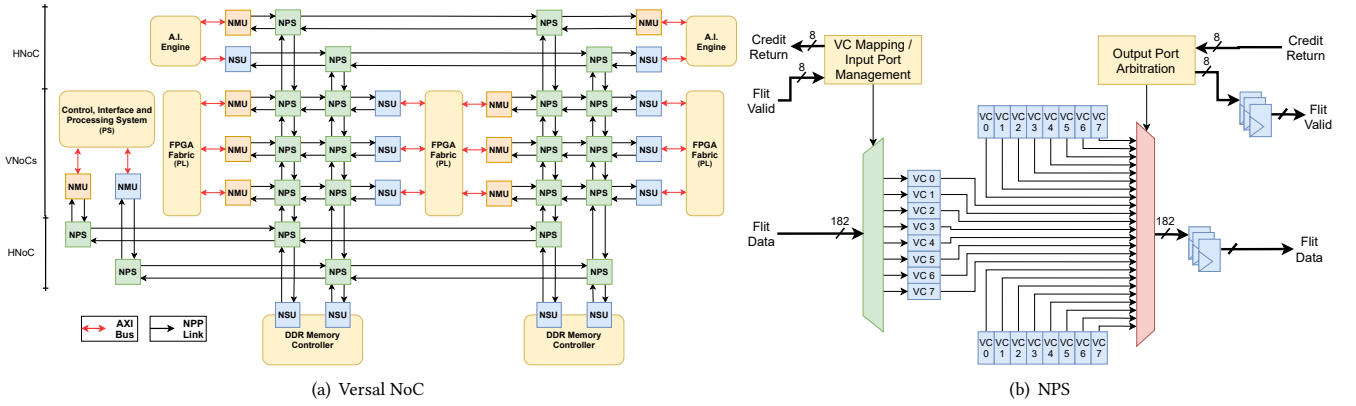 HNoC
VNoCs
HNoC
A.I.
Engine
NMU
NPS
NPS
NMU
A.I.
Engine
NSU
NPS
NPS
NSU
Control, Interface and
Processing System
(PS)
NMU
NMU
FPGA
Fabric
(PL)
NMU
NPS
NPS
NSU
FPGA
Fabric
(PL)
NMU
NPS
NPS
NSU
FPGA
Fabric
(PL)
NMU
NPS
NPS
NSU
NMU
NPS
NPS
NSU
NMU
NPS
NPS
NSU
NMU
NPS
NPS
NSU
NPS
NPS
NPS
NPS
NPS
NPS
NSU
NSU
DDR Memory
Controller
NSU
NSU
DDR Memory
Controller
AXI
Bus
NPP
Link
(a) Versal NoC
Credit
Return
8
VC Mapping /
Input Port
Management
8
Flit
Valid
Output Port
Arbitration
8
Credit
Return
8
Flit
Valid
VC VC VC VC VC VC VC VC
0 1 2 3 4 5 6 7
Flit
Data
182
VC 0
VC 1
VC 2
VC 3
VC 4
VC 5
VC 6
VC 7
182
Flit
Data
VC VC VC VC VC VC VC VC
0 1 2 3 4 5 6 7
(b) NPS